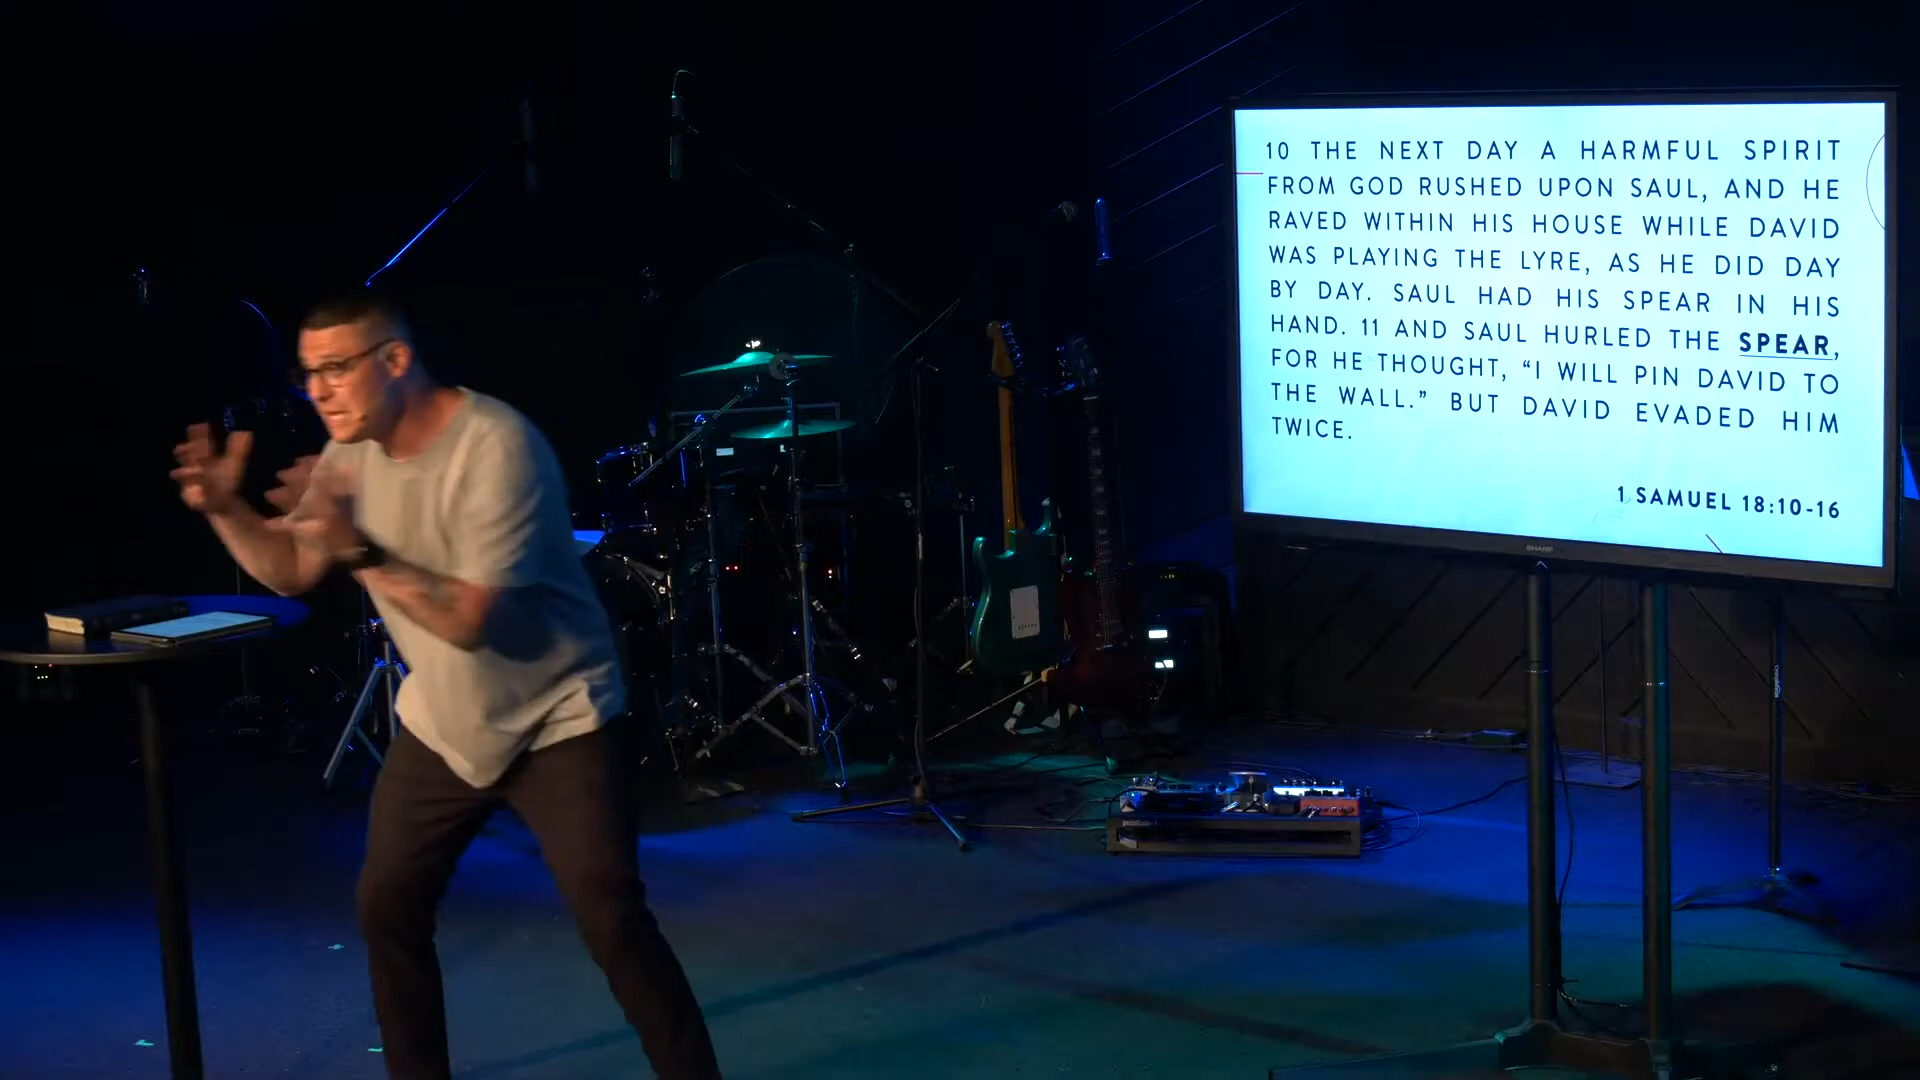 10 THE NEXT DAY A HARMFUL SPIRIT
FROM GOD RUSHED UPON SAUL, AND HE
RAVED WITHIN HIS HOUSE WHILE DAVID
WAS PLAYING THE LYRE, AS HE DID DAY
BY DAY. SAUL HAD HIS SPEAR IN HIS
HAND. 11 AND SAUL HURLED THE SPEAR,
FOR HE THOUGHT, “I WILL PIN DAVID TO
THE WALL.” BUT DAVID EVADED HIM
TWICE.
1 SAMUEL 18:10-16
SHARP